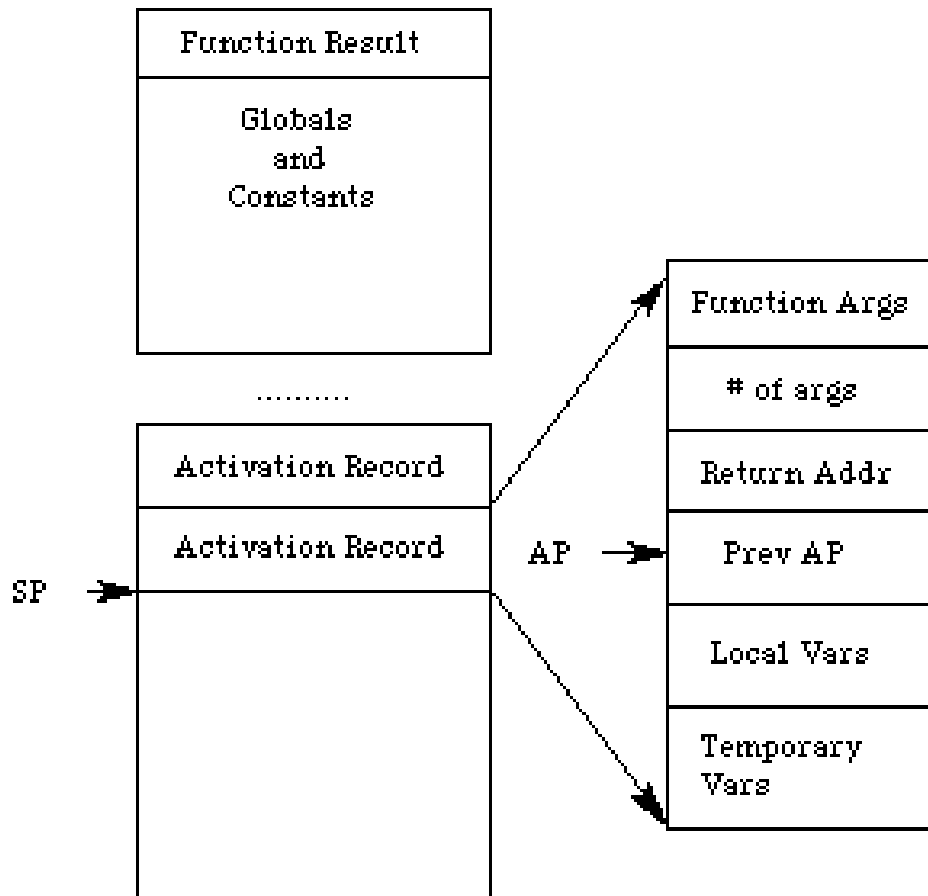 Function Result
Globals
and
Constants
..........
Activation Record
Activation Record
SP
AP
Function Args
# of args
Return Addr
Prev AP
Local Vars
Temporary
Vars